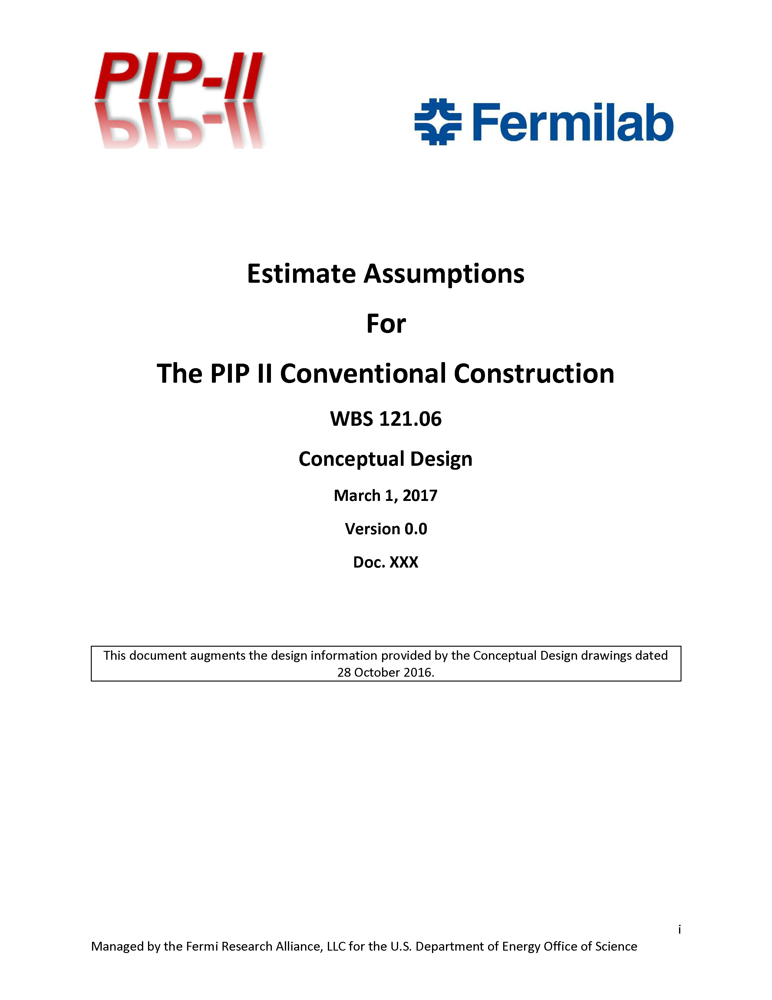 PIP-II
Fermilab
Estimate Assumptions
For
The PIP II Conventional Construction
WBS 121.06
Conceptual Design
March 1, 2017
Version 0.0
Doc. XXX
This document augments the design information provided by the Conceptual Design drawings dated
28 October 2016.
i
Managed by the Fermi Research Alliance, LLC for the U.S. Department of Energy Office of Science